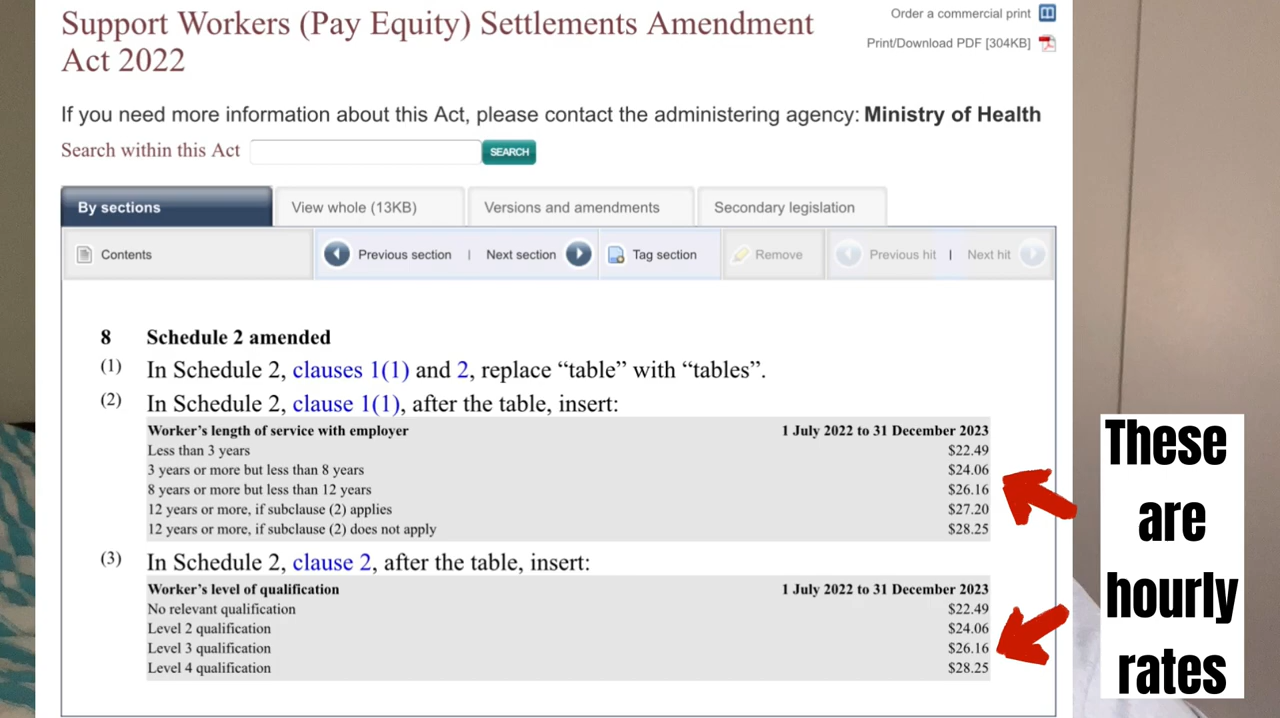 Support Workers (Pay Equity) Settlements Amendment
Act 2022
Order a commercial print
Print/Download PDF [304KB]
If you need more information about this Act, please contact the administering agency: Ministry of Health
Search within this Act
SEARCH
By sections
View whole (13KB)
Versions and amendments
Secondary legislation
Contents
Previous section | Next section
Tag section
Remove
Previous hit | Next hit
8 Schedule 2 amended
(1) In Schedule 2, clauses 1(1) and 2, replace “table” with “tables”.
(2) In Schedule 2, clause 1(1), after the table, insert:
Worker’s length of service with employer 1 July 2022 to 31 December 2023
Less than 3 years $22.49
3 years or more but less than 8 years $24.06
8 years or more but less than 12 years $26.16
12 years or more, if subclause (2) applies $27.20
12 years or more, if subclause (2) does not apply $28.25
(3) In Schedule 2, clause 2, after the table, insert:
Worker’s level of qualification 1 July 2022 to 31 December 2023
No relevant qualification $22.49
Level 2 qualification $24.06
Level 3 qualification $26.16
Level 4 qualification $28.25
These
are
hourly
rates